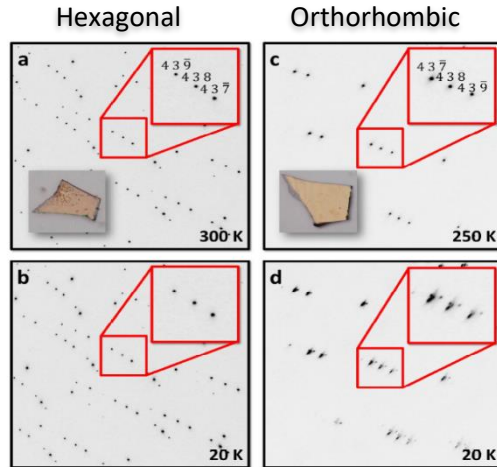 Hexagonal
Orthorhombic
a
4 3 9̅
4 3 8
4 3 7̅
300 K
c
4 3 7̅
4 3 8
4 3 9̅
250 K
b
20 K
d
20 K